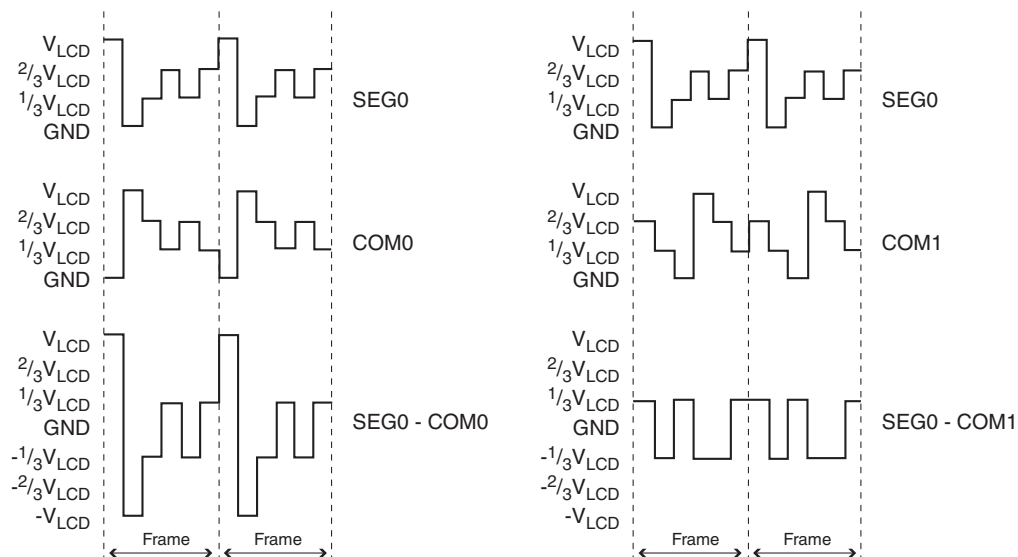 V_LCD
²/₃V_LCD
¹/₃V_LCD
GND
SEG0
V_LCD
²/₃V_LCD
¹/₃V_LCD
GND
COM0
V_LCD
²/₃V_LCD
¹/₃V_LCD
GND
-¹/₃V_LCD
-²/₃V_LCD
-V_LCD
SEG0 - COM0
Frame
Frame
V_LCD
²/₃V_LCD
¹/₃V_LCD
GND
SEG0
V_LCD
²/₃V_LCD
¹/₃V_LCD
GND
COM1
V_LCD
²/₃V_LCD
¹/₃V_LCD
GND
-¹/₃V_LCD
-²/₃V_LCD
-V_LCD
SEG0 - COM1
Frame
Frame